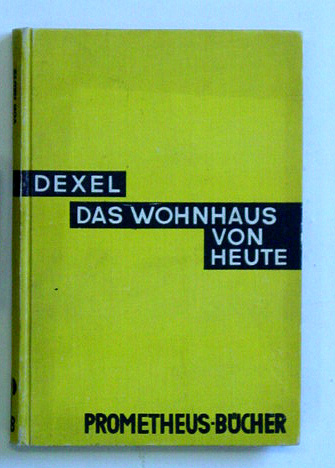 DEXEL
DAS WOHNHAUS
VON
HEUTE
PROMETHEUS-BÜCHER